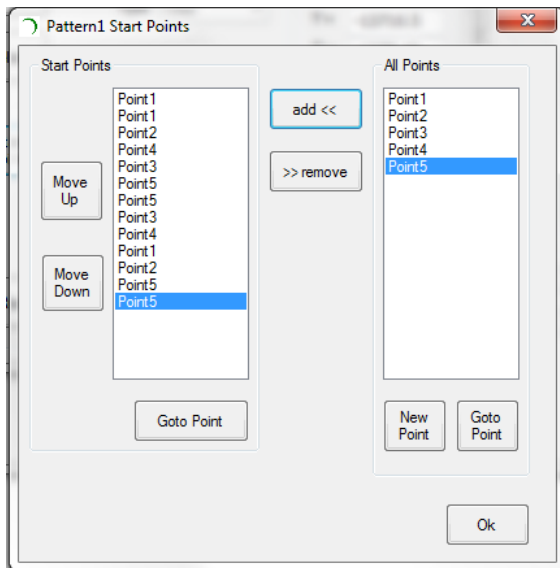 Pattern1 Start Points
Start Points
Point1
Point1
Point2
Point4
Point3
Point5
Point5
Point3
Point4
Point1
Point2
Point5
Point5
Move
Up
Move
Down
Goto Point
add <<
>> remove
All Points
Point1
Point2
Point3
Point4
Point5
New
Point
Goto
Point
Ok